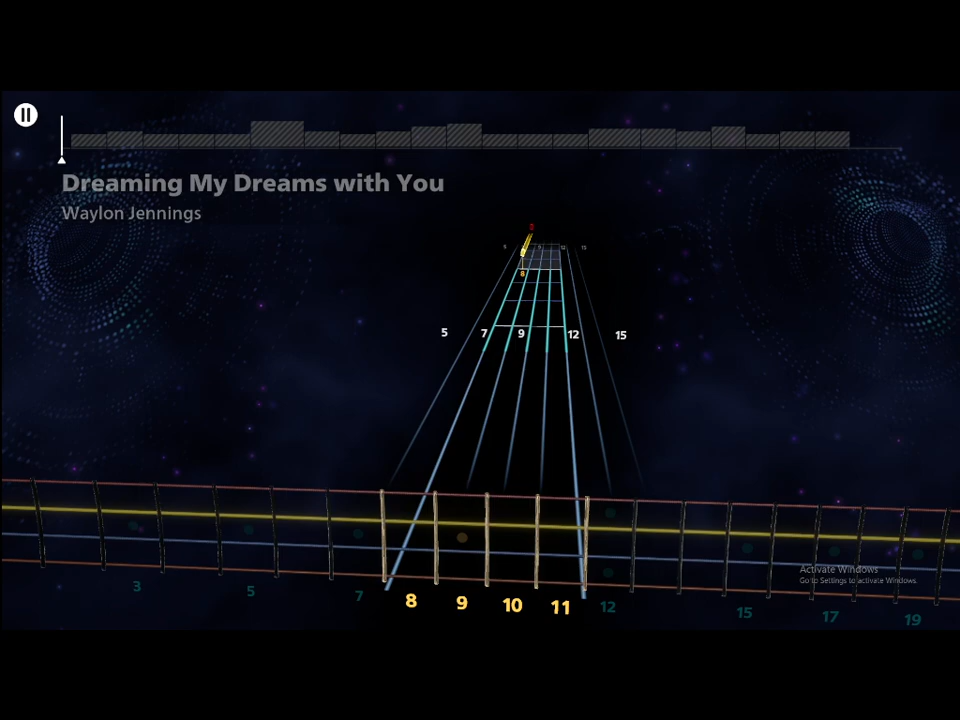 Dreaming My Dreams with You
Waylon Jennings
8
5 7 9 12 15
Activate Windows
Go to Settings to activate Windows.
3 5 7 8 9 10 11 12 15 17 19